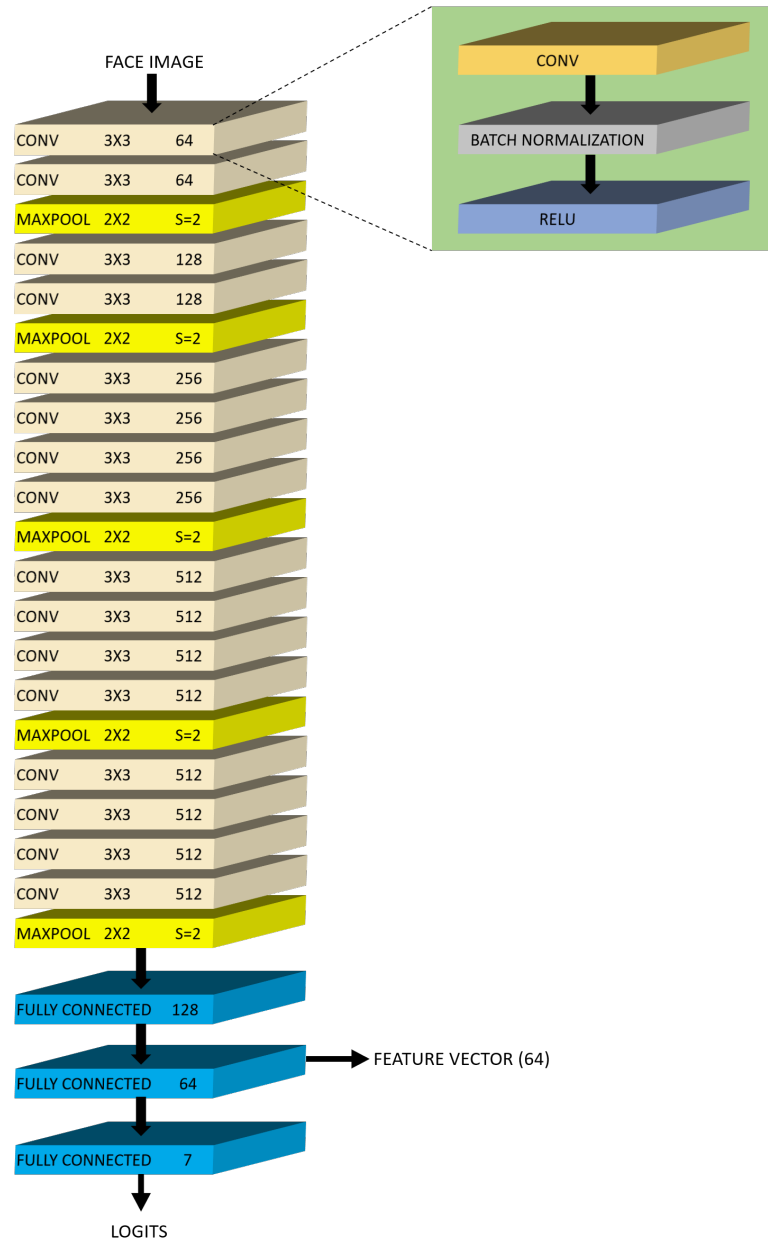 FACE IMAGE
CONV 3X3 64
CONV 3X3 64
MAXPOOL 2X2 S=2
CONV 3X3 128
CONV 3X3 128
MAXPOOL 2X2 S=2
CONV 3X3 256
CONV 3X3 256
CONV 3X3 256
CONV 3X3 256
MAXPOOL 2X2 S=2
CONV 3X3 512
CONV 3X3 512
CONV 3X3 512
CONV 3X3 512
MAXPOOL 2X2 S=2
CONV 3X3 512
CONV 3X3 512
CONV 3X3 512
CONV 3X3 512
MAXPOOL 2X2 S=2
FULLY CONNECTED 128
FULLY CONNECTED 64
FEATURE VECTOR (64)
FULLY CONNECTED 7
LOGITS
CONV
BATCH NORMALIZATION
RELU